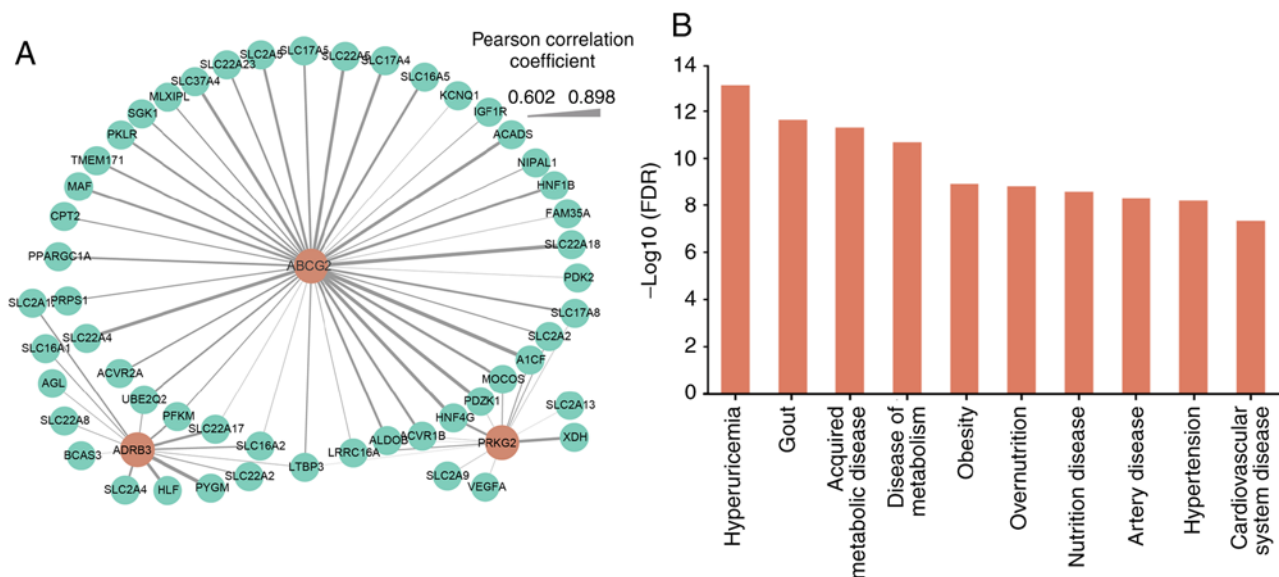 A
Pearson correlation
coefficient
0.602 0.898
SLC17A5
SLC2A5
SLC22A5
SLC22A23
SLC17A4
SLC37A4
SLC16A5
MLXIPL
KCNQ1
SGK1
IGF1R
PKLR
ACADS
TMEM171
NIPAL1
MAF
HNF1B
CPT2
FAM35A
PPARGC1A
SLC22A18
ABCG2
PDK2
PRPS1
SLC17A8
SLC22A4
SLC2A2
SLC16A1
A1CF
ACVR2A
MOCOS
AGL
UBE2Q2
PDZK1
SLC2A13
SLC22A8
PFKM
HNF4G
SLC22A17
ALDOB
ACVR1B
PRKG2
XDH
ADRB3
SLC16A2
LRRC16A
BCAS3
LTBP3
SLC22A2
SLC2A9
SLC2A4
HLF
PYGM
VEGFA
B
–Log10 (FDR)
14
12
10
8
6
4
2
0
Hyperuricemia
Gout
Acquired
metabolic disease
Disease of
metabolism
Obesity
Overnutrition
Nutrition disease
Artery disease
Hypertension
Cardiovascular
system disease